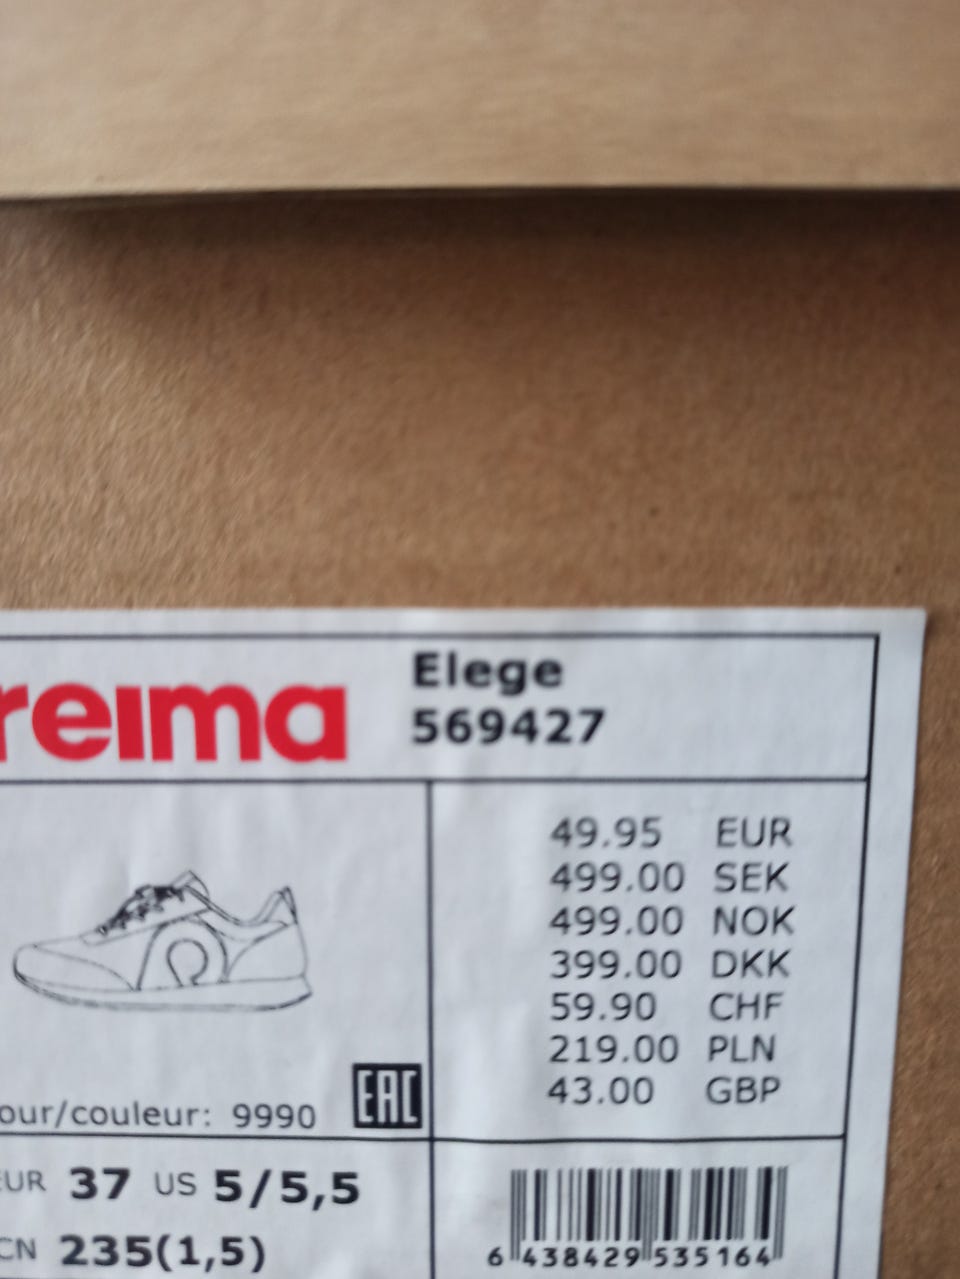 reima
Elege
569427
49.95 EUR
499.00 SEK
499.00 NOK
399.00 DKK
59.90 CHF
219.00 PLN
43.00 GBP
our/couleur: 9990
EAC
EUR 37 US 5/5,5
CN 235(1,5)
6 438429 535164